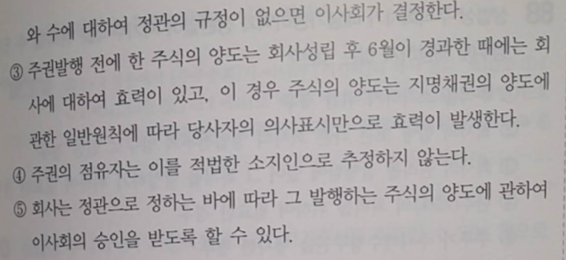 와 수에 대하여 정관의 규정이 없으면 이사회가 결정한다.
③ 주권발행 전에 한 주식의 양도는 회사성립 후 6월이 경과한 때에는 회
사에 대하여 효력이 있고, 이 경우 주식의 양도는 지명채권의 양도에
관한 일반원칙에 따라 당사자의 의사표시만으로 효력이 발생한다.
④ 주권의 점유자는 이를 적법한 소지인으로 추정하지 않는다.
⑤ 회사는 정관으로 정하는 바에 따라 그 발행하는 주식의 양도에 관하여
이사회의 승인을 받도록 할 수 있다.